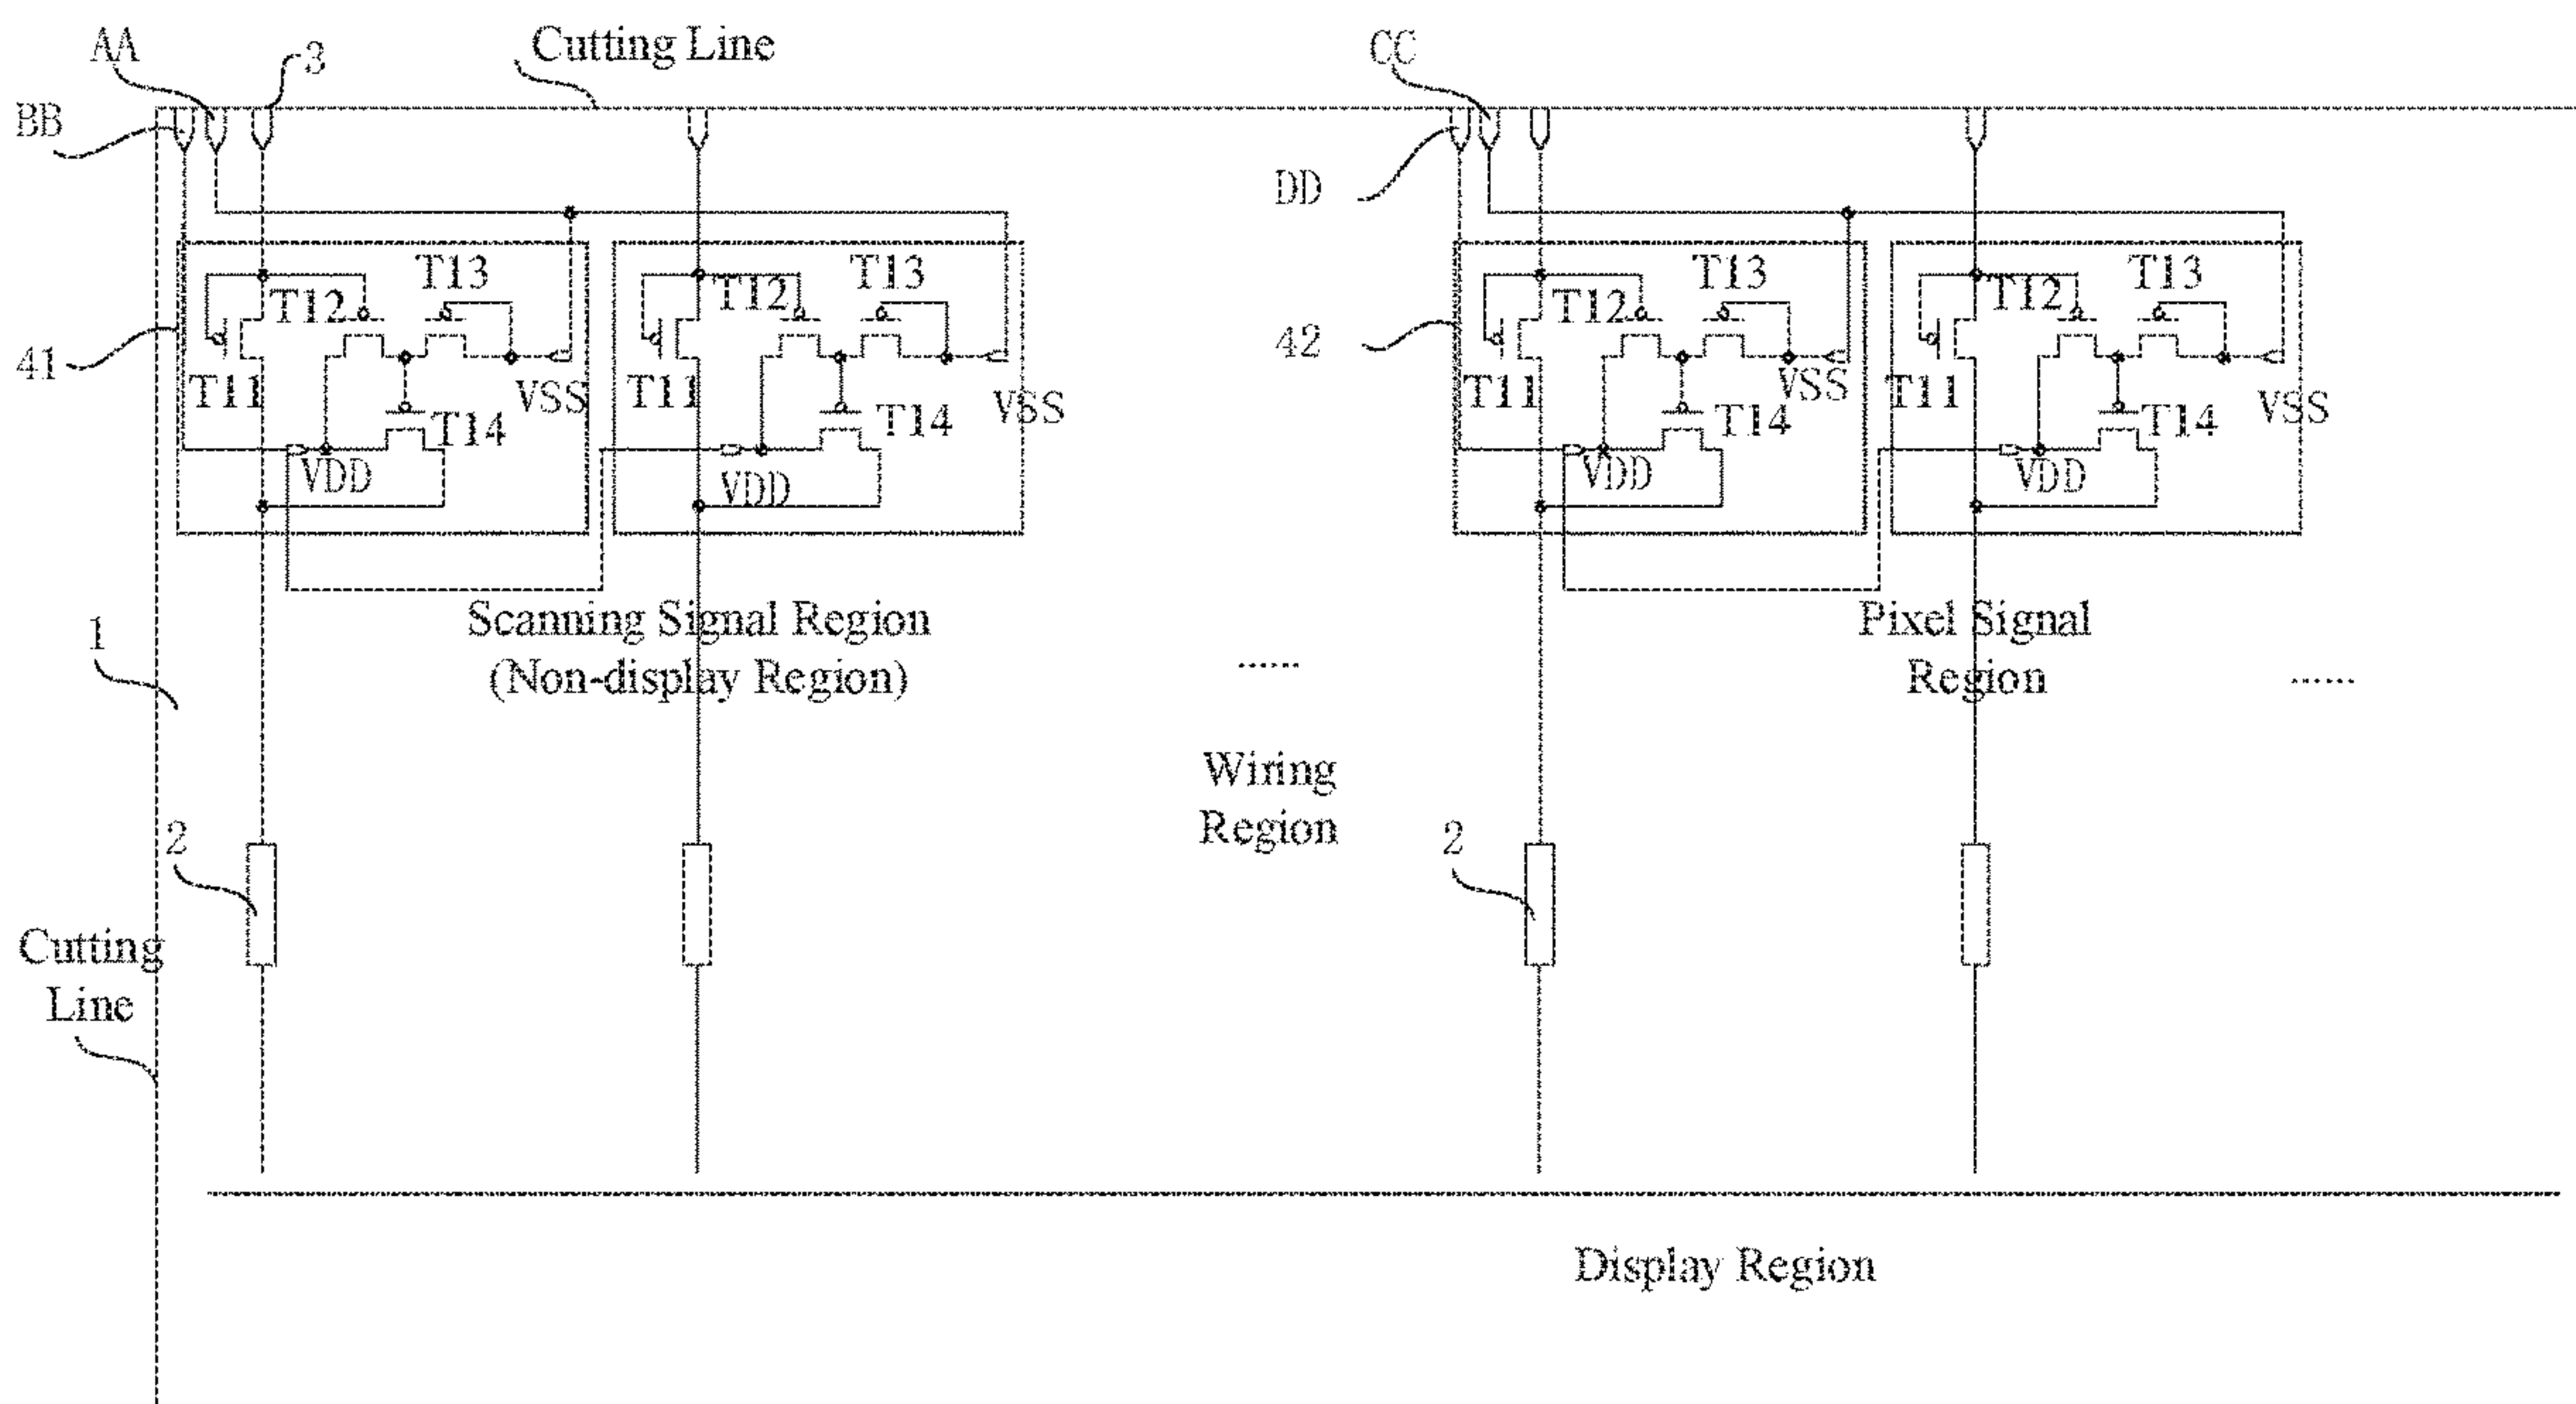 AA
3
Cutting Line
CC
BB
DD
T13
T13
T13
T13
T12
T12
T12
T12
41
42
T11
VSS
T11
VSS
T11
VSS
T11
VSS
T14
T14
T14
T14
VDD
VDD
VDD
VDD
Scanning Signal Region
(Non-display Region)
Pixel Signal
Region
1
......
......
Wiring
Region
2
2
Cutting
Line
Display Region